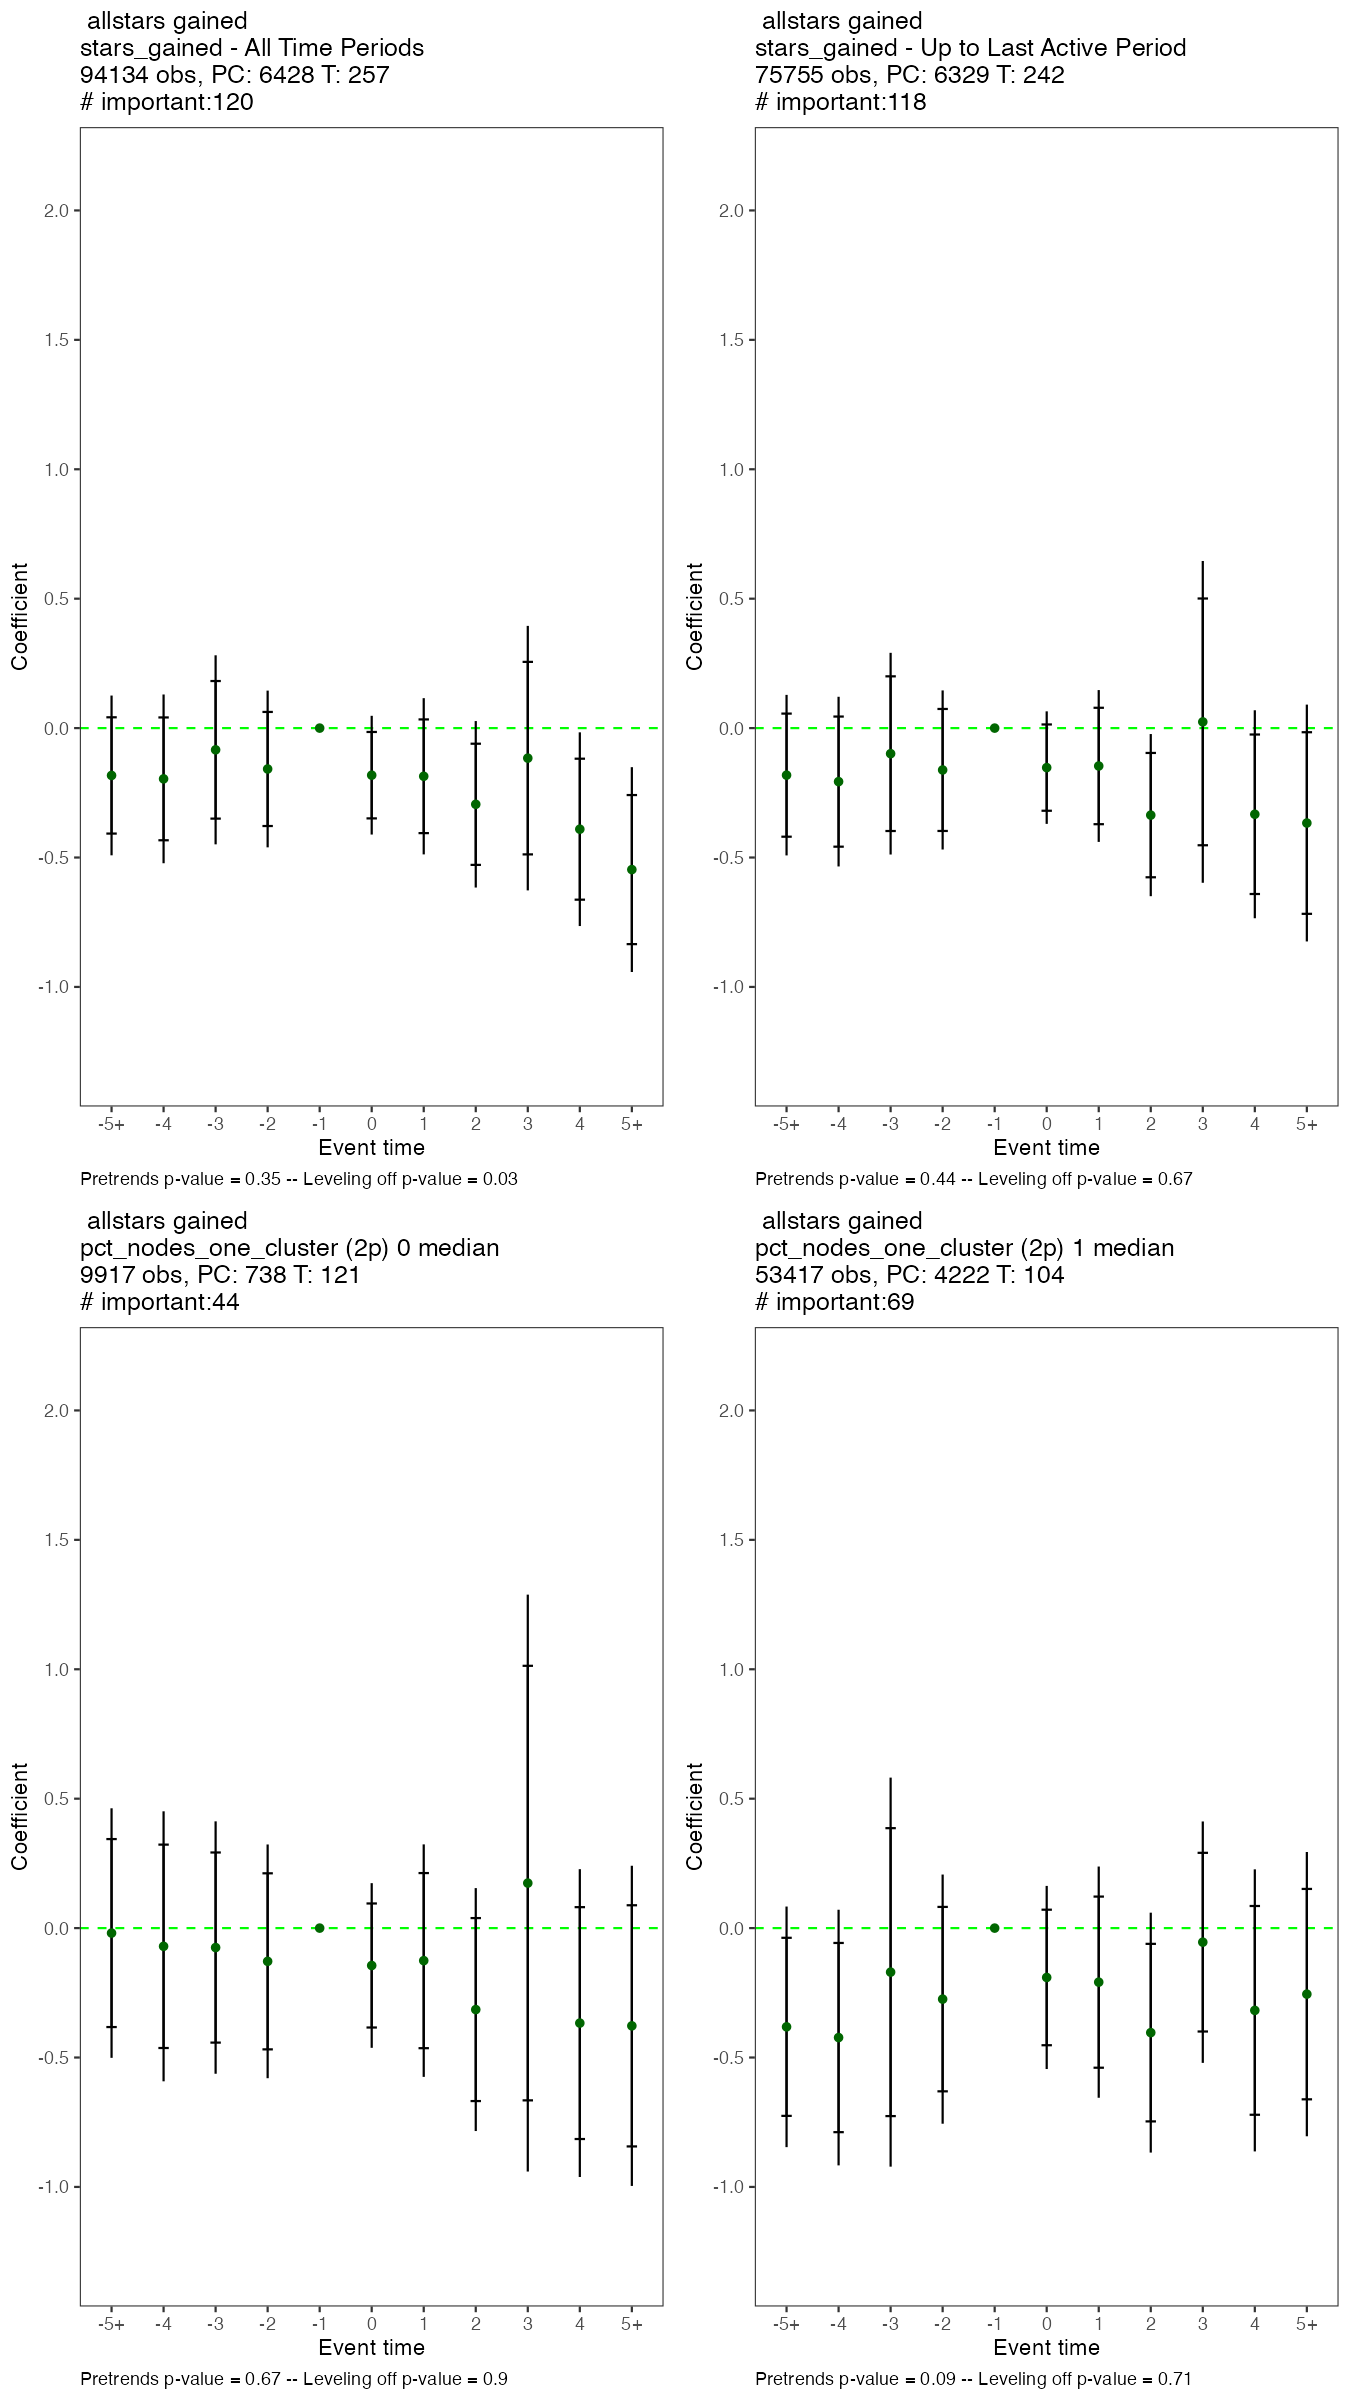 allstars gained
stars_gained - All Time Periods
94134 obs, PC: 6428 T: 257
# important:120
Coefficient
2.0
1.5
1.0
0.5
0.0
-0.5
-1.0
-5+ -4 -3 -2 -1 0 1 2 3 4 5+
Event time
Pretrends p-value = 0.35 -- Leveling off p-value = 0.03
allstars gained
stars_gained - Up to Last Active Period
75755 obs, PC: 6329 T: 242
# important:118
Coefficient
2.0
1.5
1.0
0.5
0.0
-0.5
-1.0
-5+ -4 -3 -2 -1 0 1 2 3 4 5+
Event time
Pretrends p-value = 0.44 -- Leveling off p-value = 0.67
allstars gained
pct_nodes_one_cluster (2p) 0 median
9917 obs, PC: 738 T: 121
# important:44
Coefficient
2.0
1.5
1.0
0.5
0.0
-0.5
-1.0
-5+ -4 -3 -2 -1 0 1 2 3 4 5+
Event time
Pretrends p-value = 0.67 -- Leveling off p-value = 0.9
allstars gained
pct_nodes_one_cluster (2p) 1 median
53417 obs, PC: 4222 T: 104
# important:69
Coefficient
2.0
1.5
1.0
0.5
0.0
-0.5
-1.0
-5+ -4 -3 -2 -1 0 1 2 3 4 5+
Event time
Pretrends p-value = 0.09 -- Leveling off p-value = 0.71